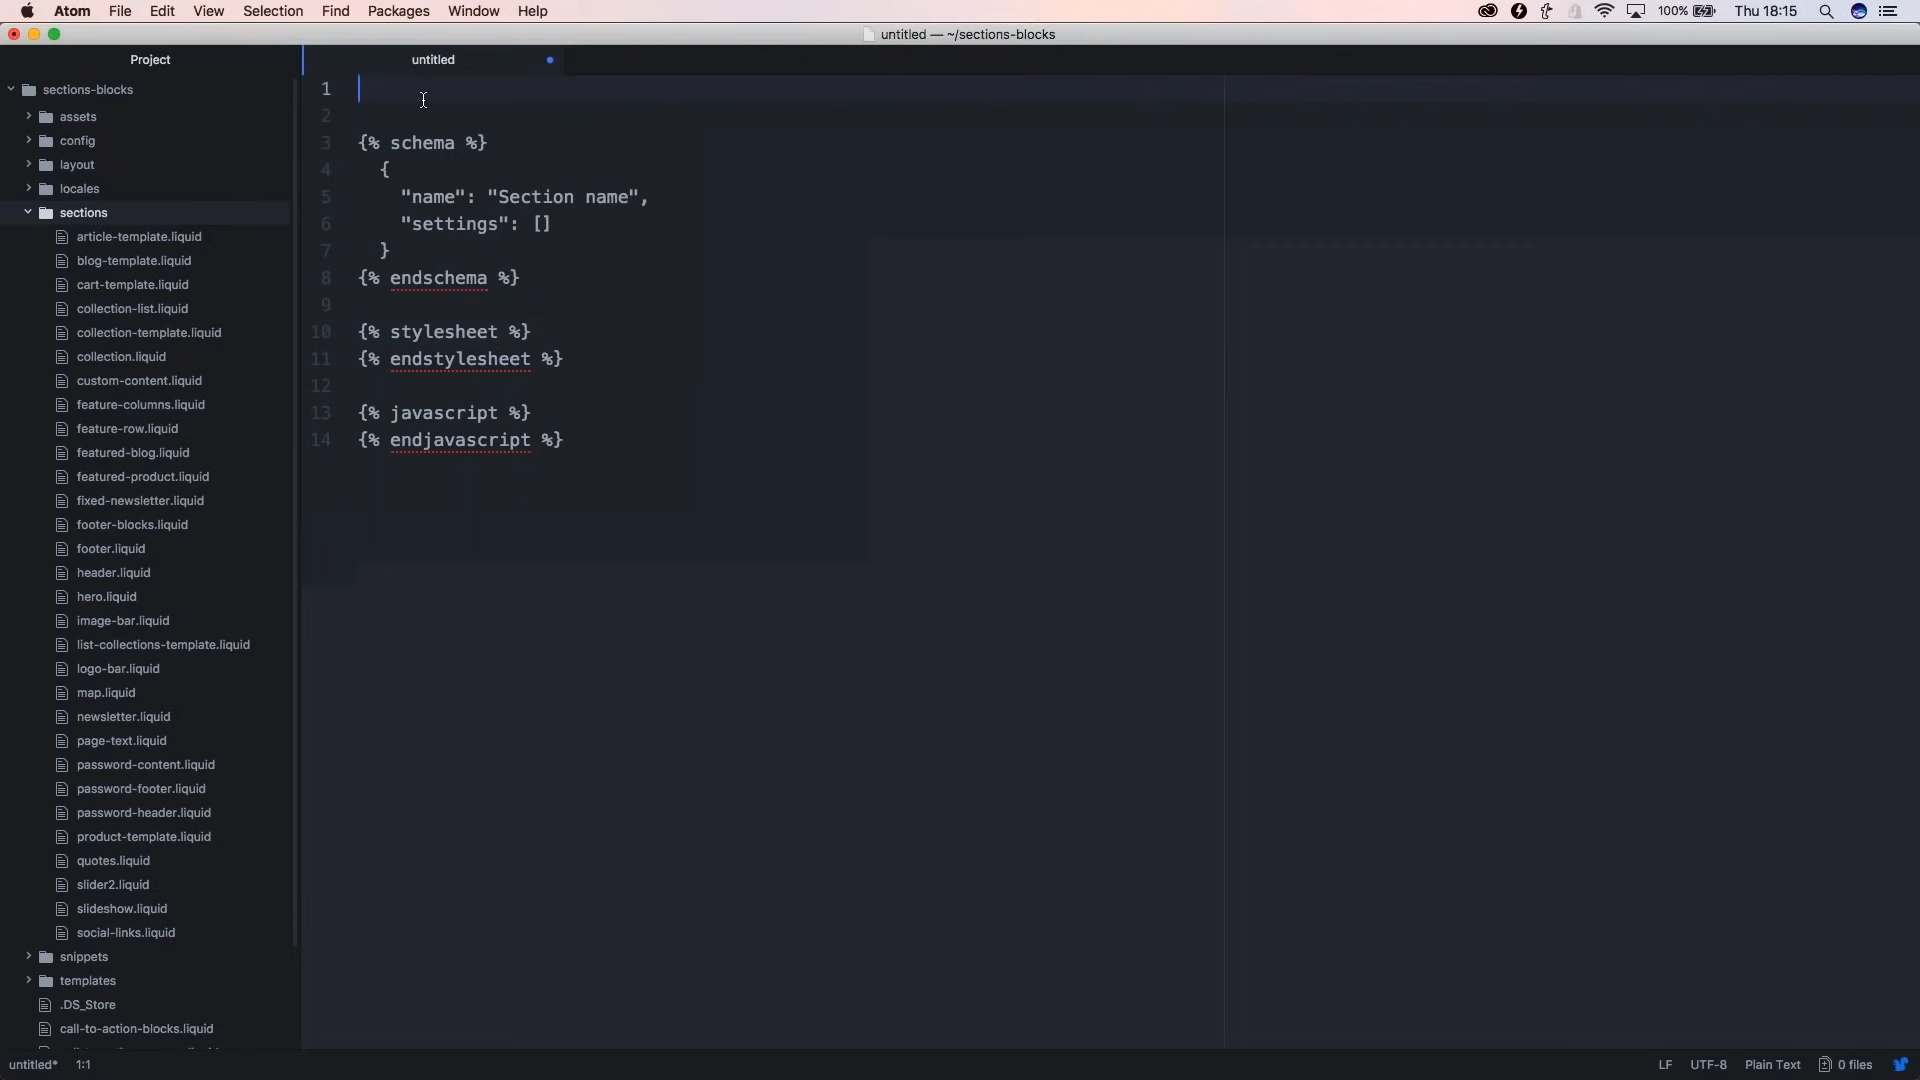 Atom File Edit View Selection Find Packages Window Help 100% Thu 18:15
untitled — ~/sections-blocks
Project
sections-blocks
assets
config
layout
locales
sections
article-template.liquid
blog-template.liquid
cart-template.liquid
collection-list.liquid
collection-template.liquid
collection.liquid
custom-content.liquid
feature-columns.liquid
feature-row.liquid
featured-blog.liquid
featured-product.liquid
fixed-newsletter.liquid
footer-blocks.liquid
footer.liquid
header.liquid
hero.liquid
image-bar.liquid
list-collections-template.liquid
logo-bar.liquid
map.liquid
newsletter.liquid
page-text.liquid
password-content.liquid
password-footer.liquid
password-header.liquid
product-template.liquid
quotes.liquid
slider2.liquid
slideshow.liquid
social-links.liquid
snippets
templates
.DS_Store
call-to-action-blocks.liquid
untitled
1
2
3 {% schema %}
4 {
5 "name": "Section name",
6 "settings": []
7 }
8 {% endschema %}
9
10 {% stylesheet %}
11 {% endstylesheet %}
12
13 {% javascript %}
14 {% endjavascript %}
untitled* 1:1 LF UTF-8 Plain Text 0 files